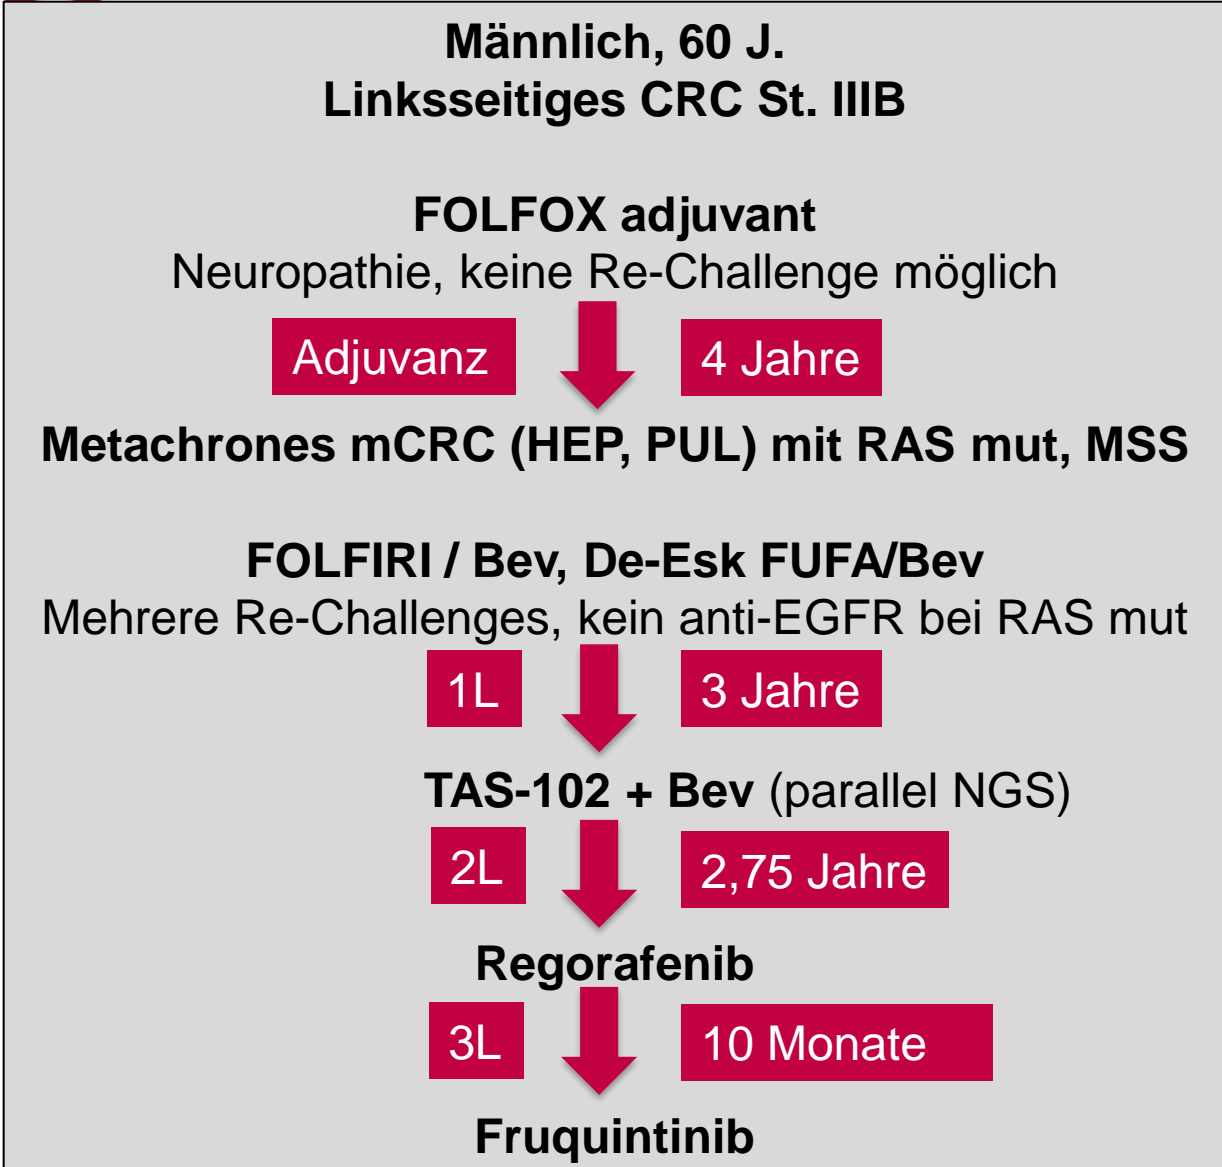 Männlich, 60 J.
Linksseitiges CRC St. IIIB
FOLFOX adjuvant
Neuropathie, keine Re-Challenge möglich
Adjuvanz 4 Jahre
Metachrones mCRC (HEP, PUL) mit RAS mut, MSS
FOLFIRI / Bev, De-Esk FUFA/Bev
Mehrere Re-Challenges, kein anti-EGFR bei RAS mut
1L 3 Jahre
TAS-102 + Bev (parallel NGS)
2L 2,75 Jahre
Regorafenib
3L 10 Monate
Fruquintinib